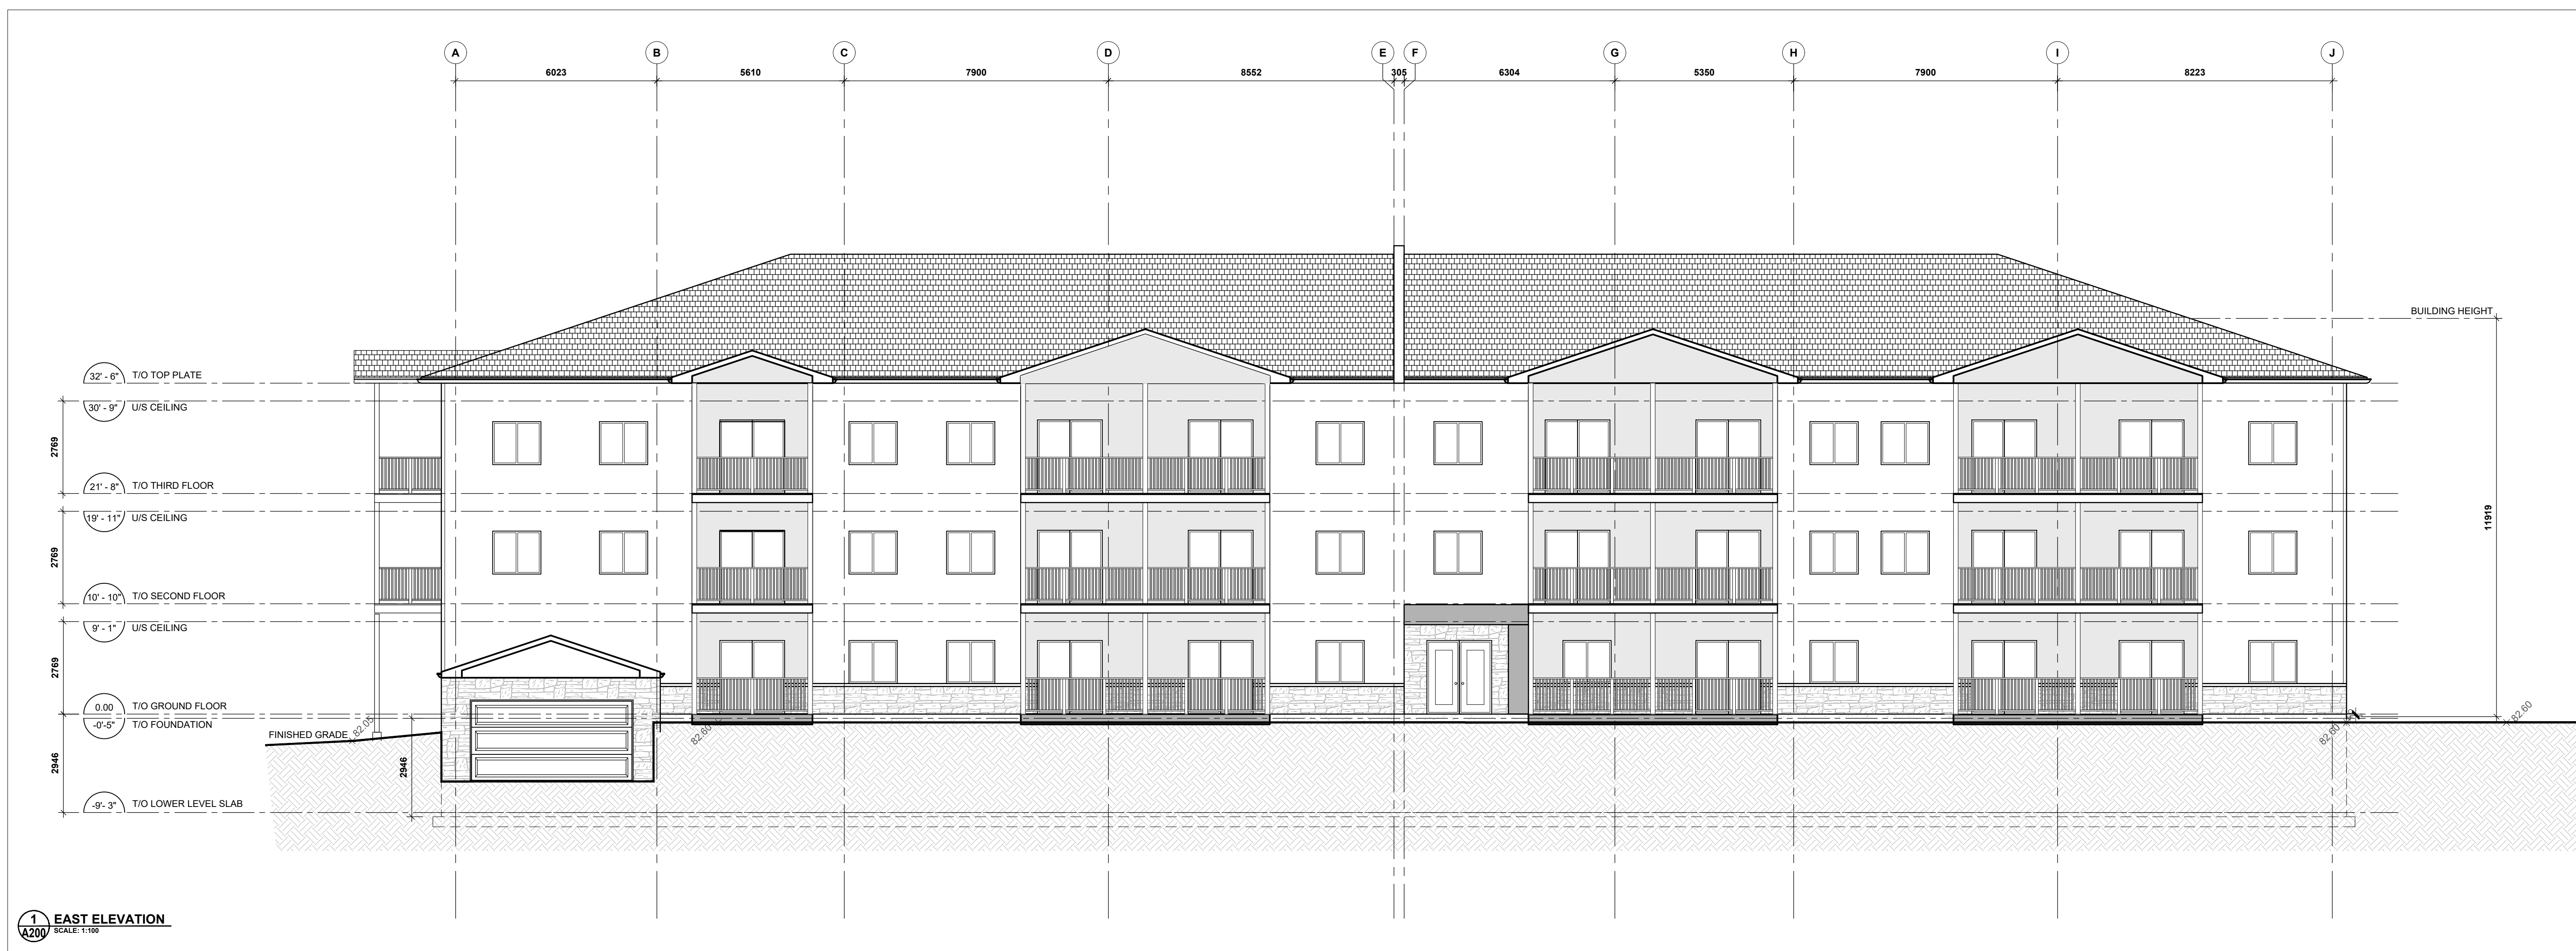 A B C D E F G H I J
6023 5610 7900 8552 305 6304 5350 7900 8223
BUILDING HEIGHT
32' - 6" T/O TOP PLATE
30' - 9" U/S CEILING
2769
21' - 8" T/O THIRD FLOOR
19' - 11" U/S CEILING
11919
2769
10' - 10" T/O SECOND FLOOR
9' - 1" U/S CEILING
2769
0.00 T/O GROUND FLOOR
-0'-5" T/O FOUNDATION
FINISHED GRADE
82.05
82.60
82.60
82.60
2946
2946
-9'- 3" T/O LOWER LEVEL SLAB
1
A200
EAST ELEVATION
SCALE: 1:100